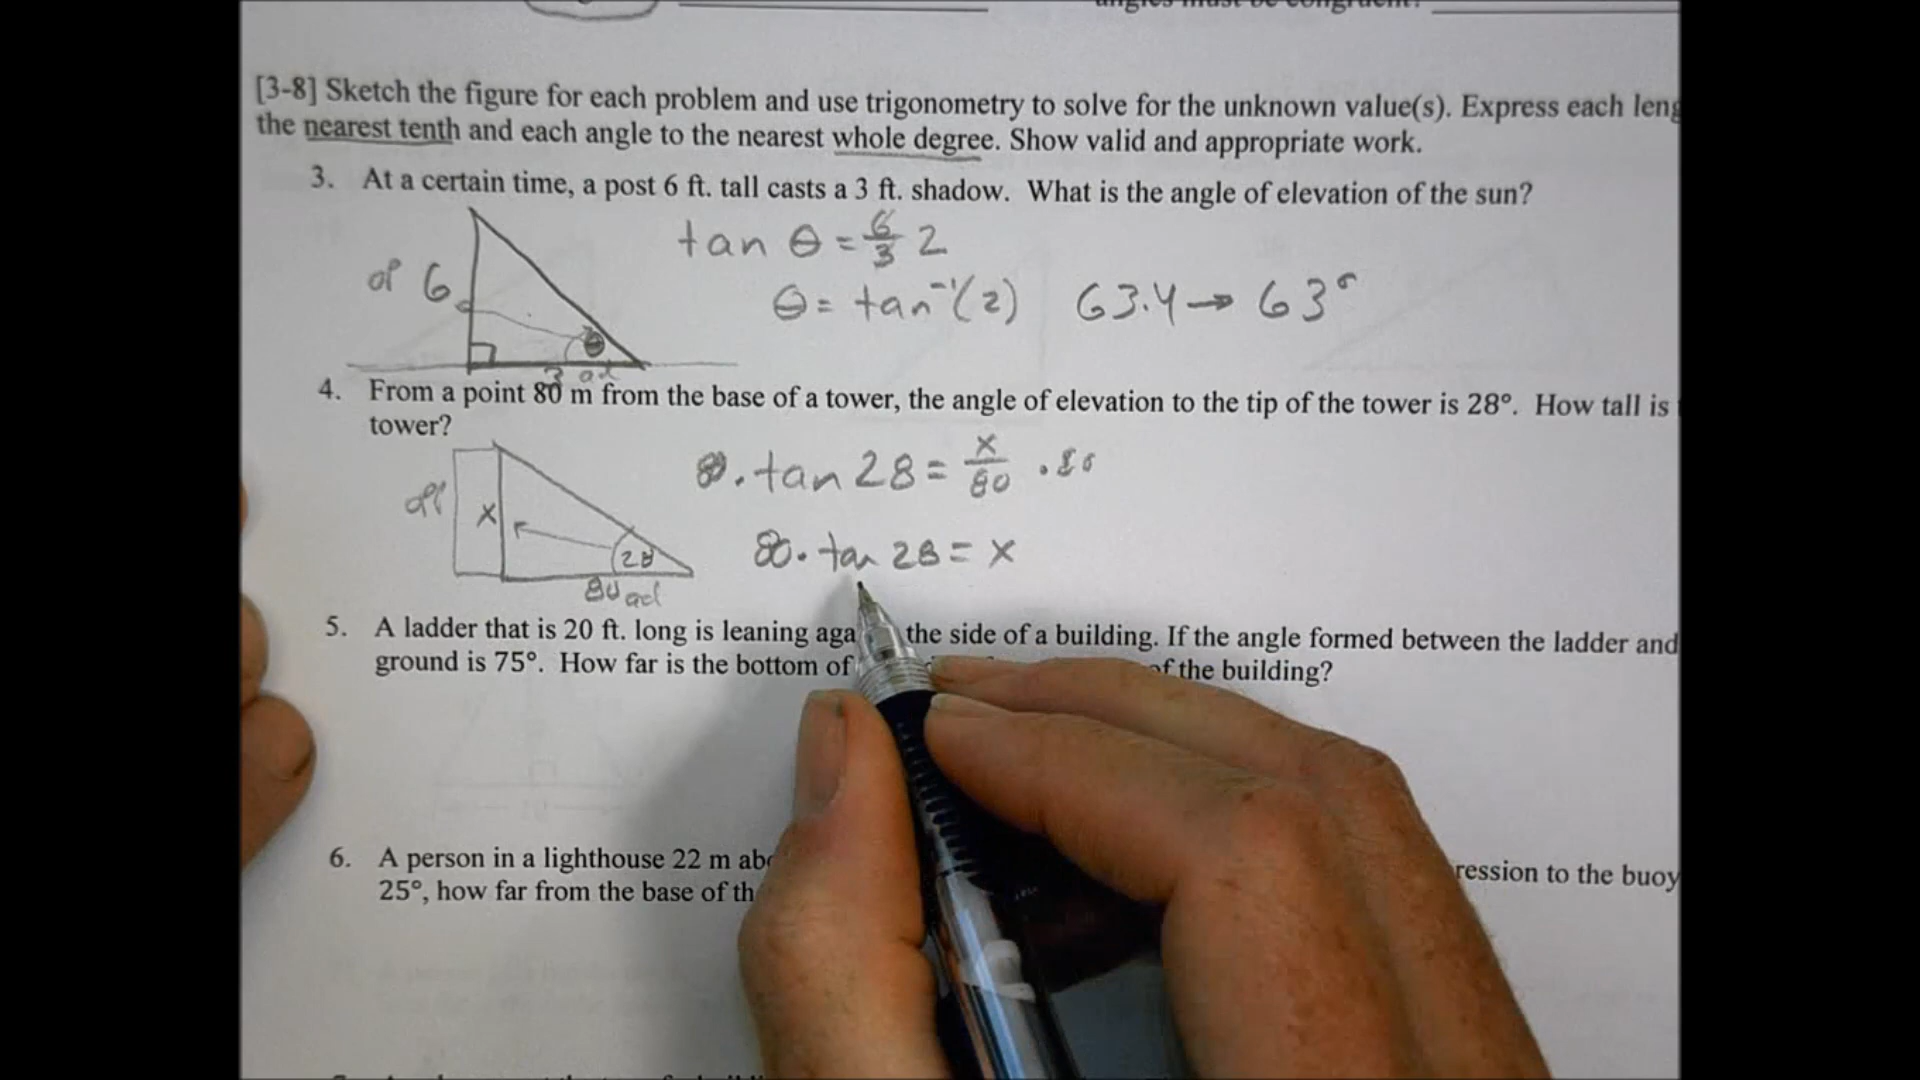 angles must be congruent?
[3-8] Sketch the figure for each problem and use trigonometry to solve for the unknown value(s). Express each leng
the nearest tenth and each angle to the nearest whole degree. Show valid and appropriate work.
3. At a certain time, a post 6 ft. tall casts a 3 ft. shadow. What is the angle of elevation of the sun?
tan θ = 6/3 2
6
θ = tan⁻¹(2) 63.4 → 63°
θ
3 ad
4. From a point 80 m from the base of a tower, the angle of elevation to the tip of the tower is 28°. How tall is
tower?
80 · tan 28 = x/80 · 80
x
28
80 · tan 28 = x
80 ad
5. A ladder that is 20 ft. long is leaning aga the side of a building. If the angle formed between the ladder and
ground is 75°. How far is the bottom of of the building?
6. A person in a lighthouse 22 m ab ression to the buoy
25°, how far from the base of th